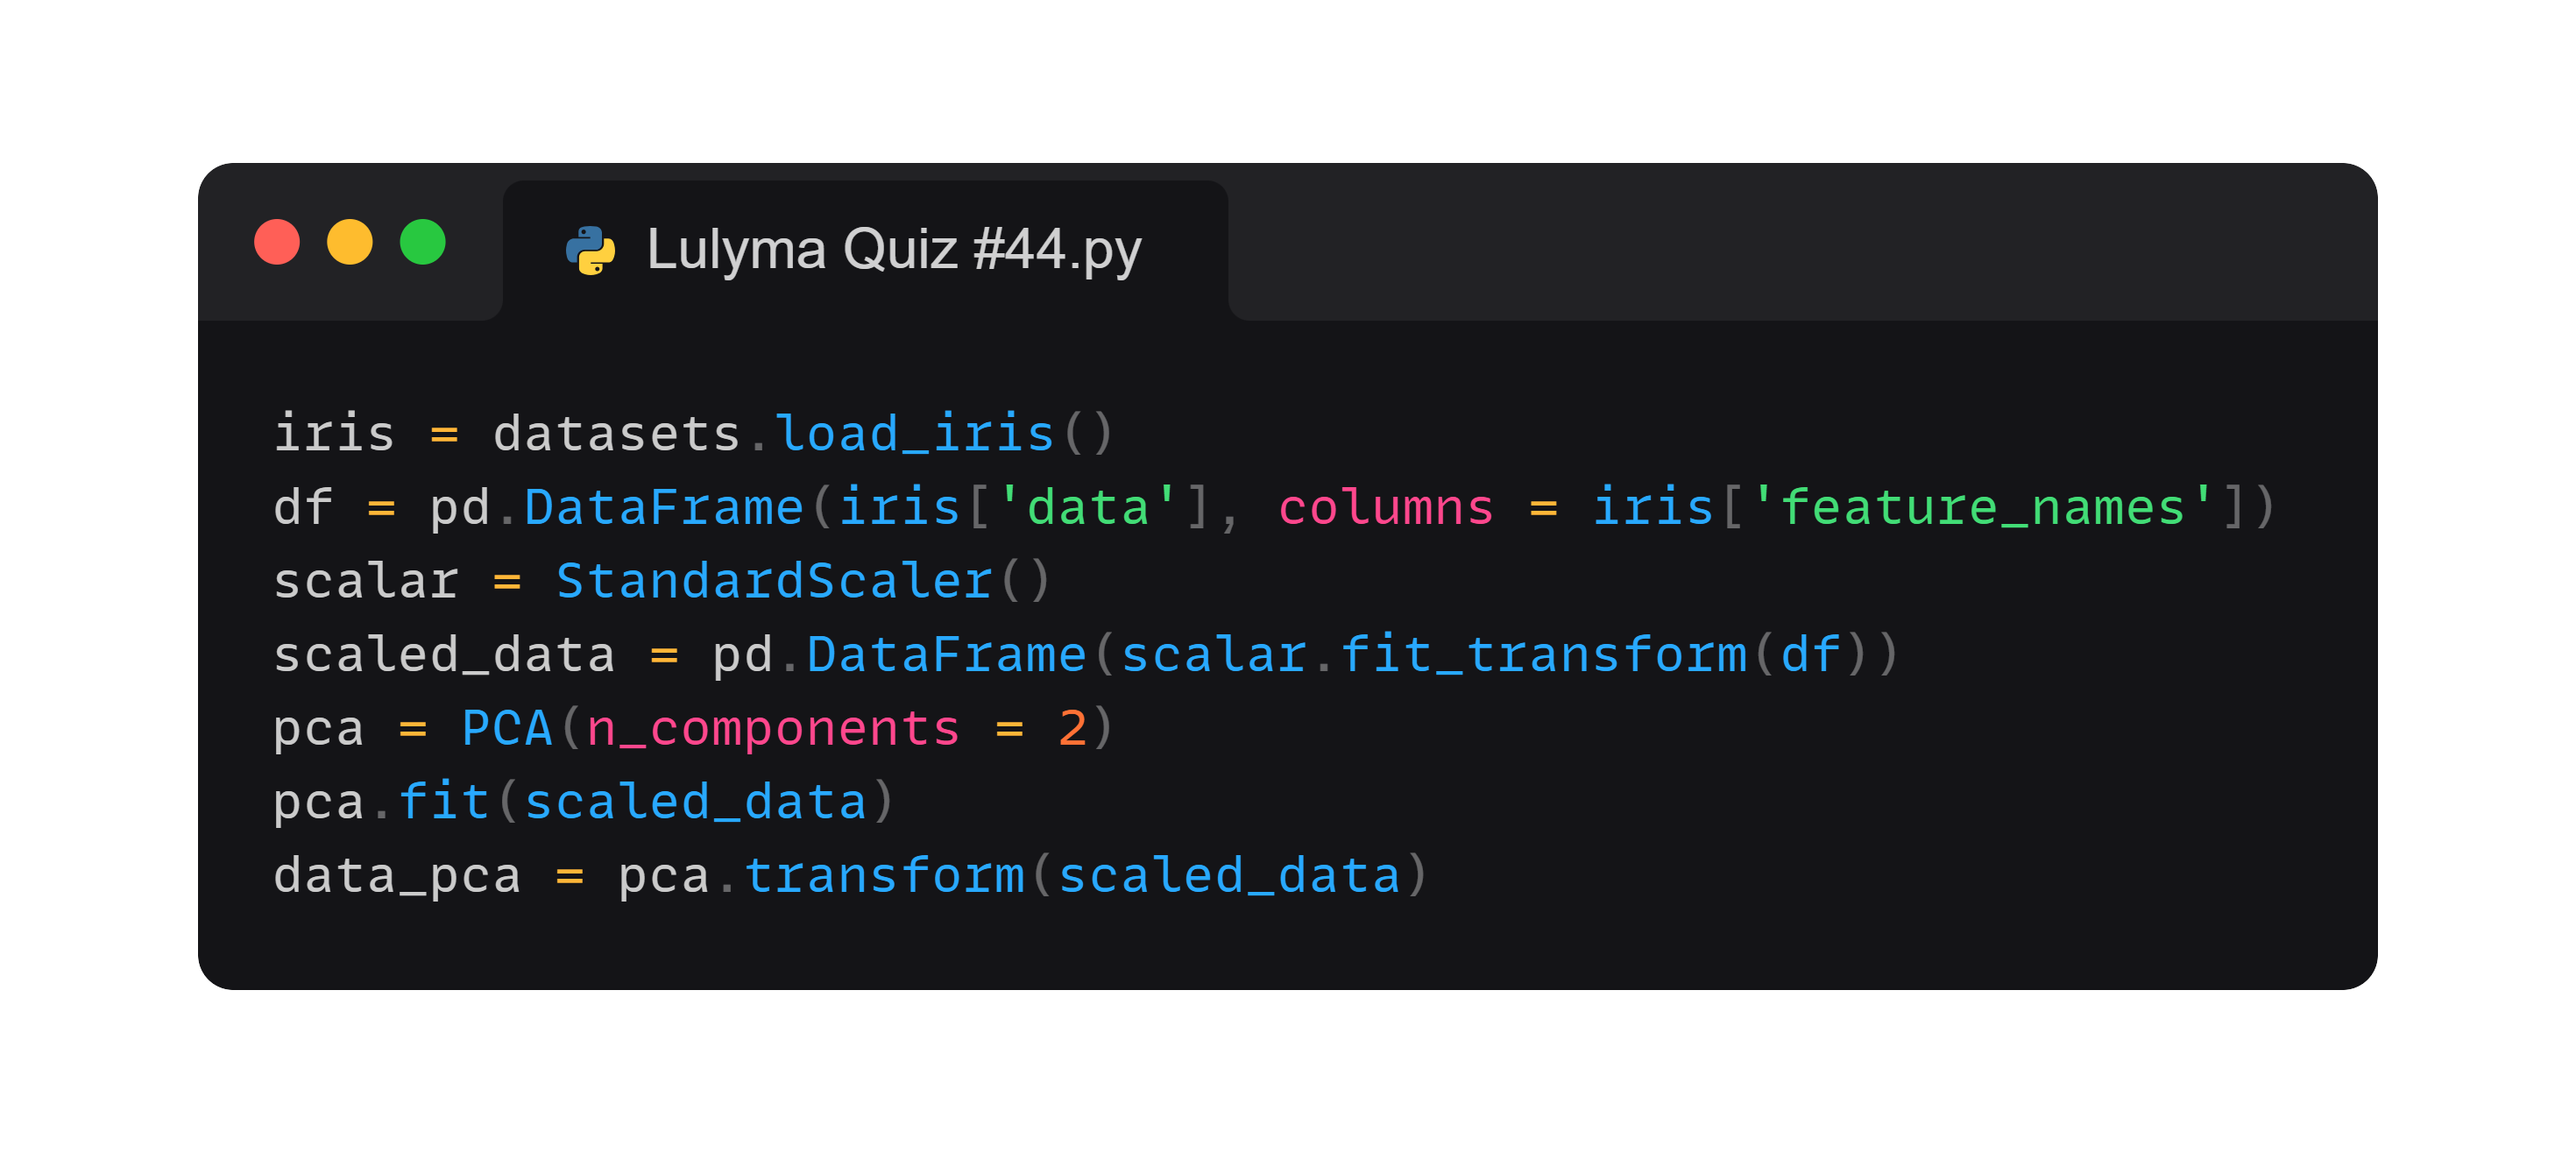 Lulyma Quiz #44.py
iris = datasets.load_iris()
df = pd.DataFrame(iris['data'], columns = iris['feature_names'])
scalar = StandardScaler()
scaled_data = pd.DataFrame(scalar.fit_transform(df))
pca = PCA(n_components = 2)
pca.fit(scaled_data)
data_pca = pca.transform(scaled_data)